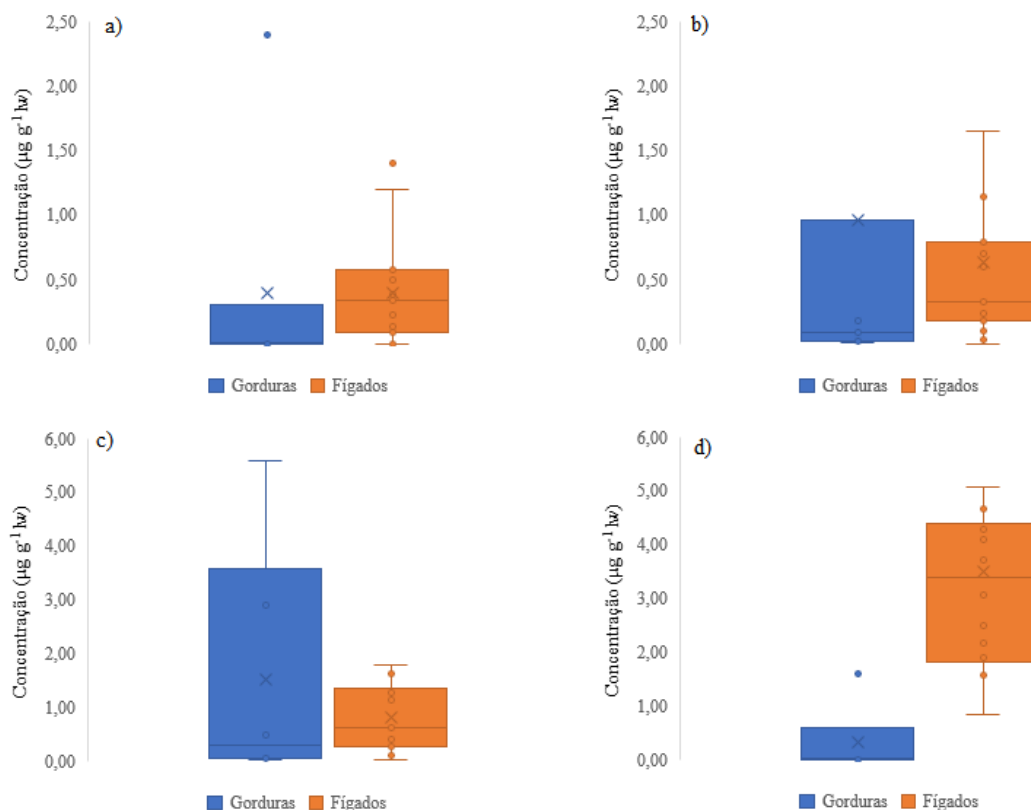 a)
Concentração (µg g⁻¹ lw)
2,50
2,00
1,50
1,00
0,50
0,00
Gorduras Fígados
b)
Concentração (µg g⁻¹ lw)
2,50
2,00
1,50
1,00
0,50
0,00
Gorduras Fígados
c)
Concentração (µg g⁻¹ lw)
6,00
5,00
4,00
3,00
2,00
1,00
0,00
Gorduras Fígados
d)
Concentração (µg g⁻¹ lw)
6,00
5,00
4,00
3,00
2,00
1,00
0,00
Gorduras Fígados